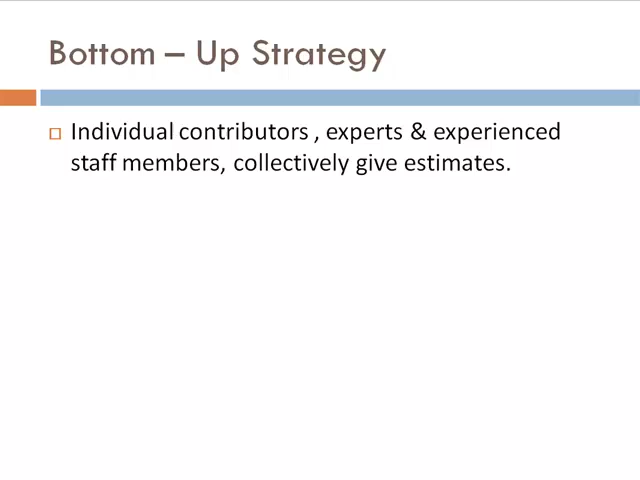 Bottom – Up Strategy
Individual contributors , experts & experienced
staff members, collectively give estimates.